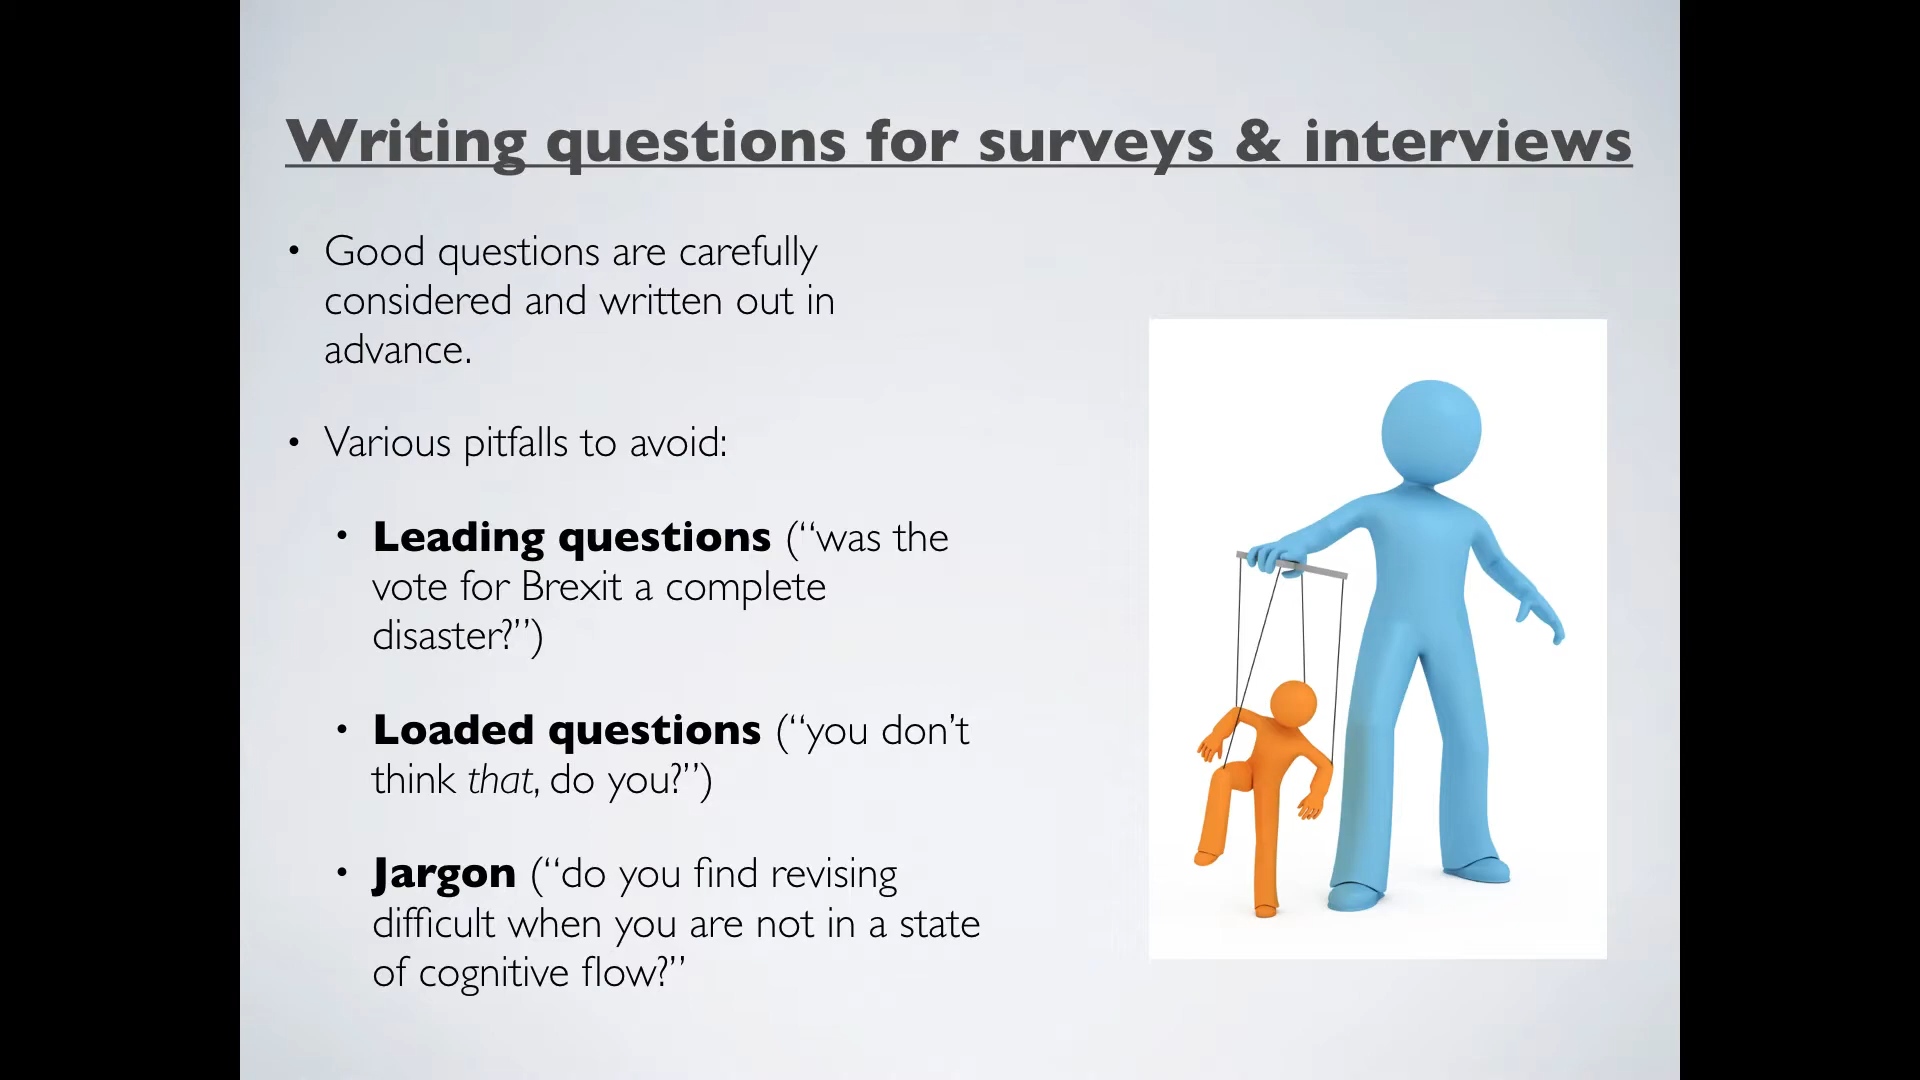 Writing questions for surveys & interviews
• Good questions are carefully
considered and written out in
advance.
• Various pitfalls to avoid:
• Leading questions (“was the
vote for Brexit a complete
disaster?”)
• Loaded questions (“you don’t
think that, do you?”)
• Jargon (“do you find revising
difficult when you are not in a state
of cognitive flow?”